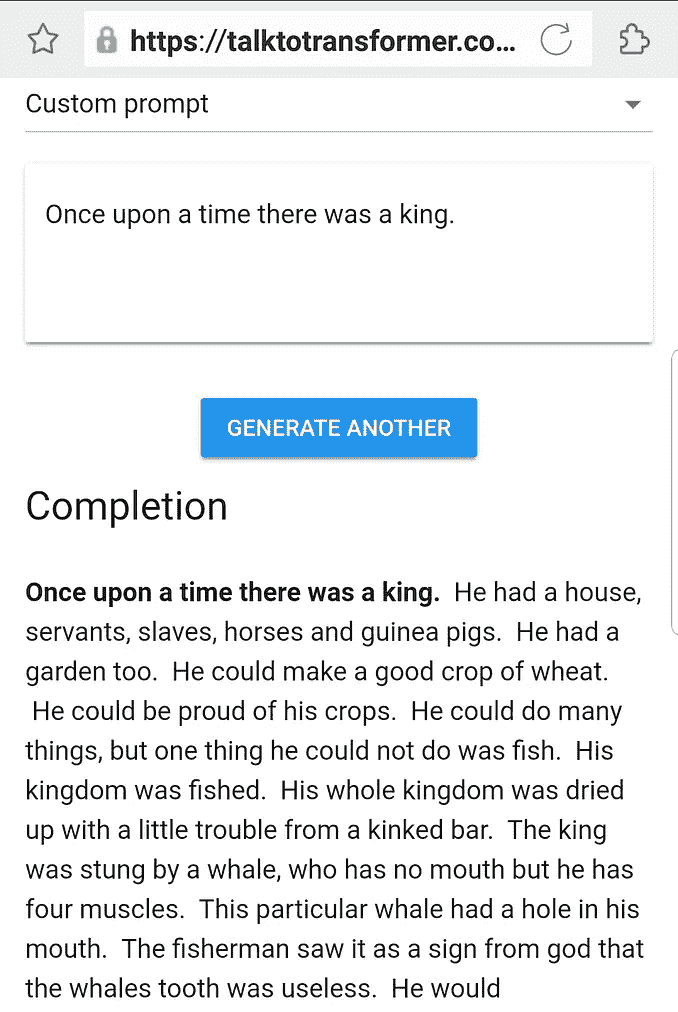 https://talktotransformer.co...
Custom prompt
Once upon a time there was a king.
GENERATE ANOTHER
Completion
Once upon a time there was a king.  He had a house,
servants, slaves, horses and guinea pigs.  He had a
garden too.  He could make a good crop of wheat.
He could be proud of his crops.  He could do many
things, but one thing he could not do was fish.  His
kingdom was fished.  His whole kingdom was dried
up with a little trouble from a kinked bar.  The king
was stung by a whale, who has no mouth but he has
four muscles.  This particular whale had a hole in his
mouth.  The fisherman saw it as a sign from god that
the whales tooth was useless.  He would